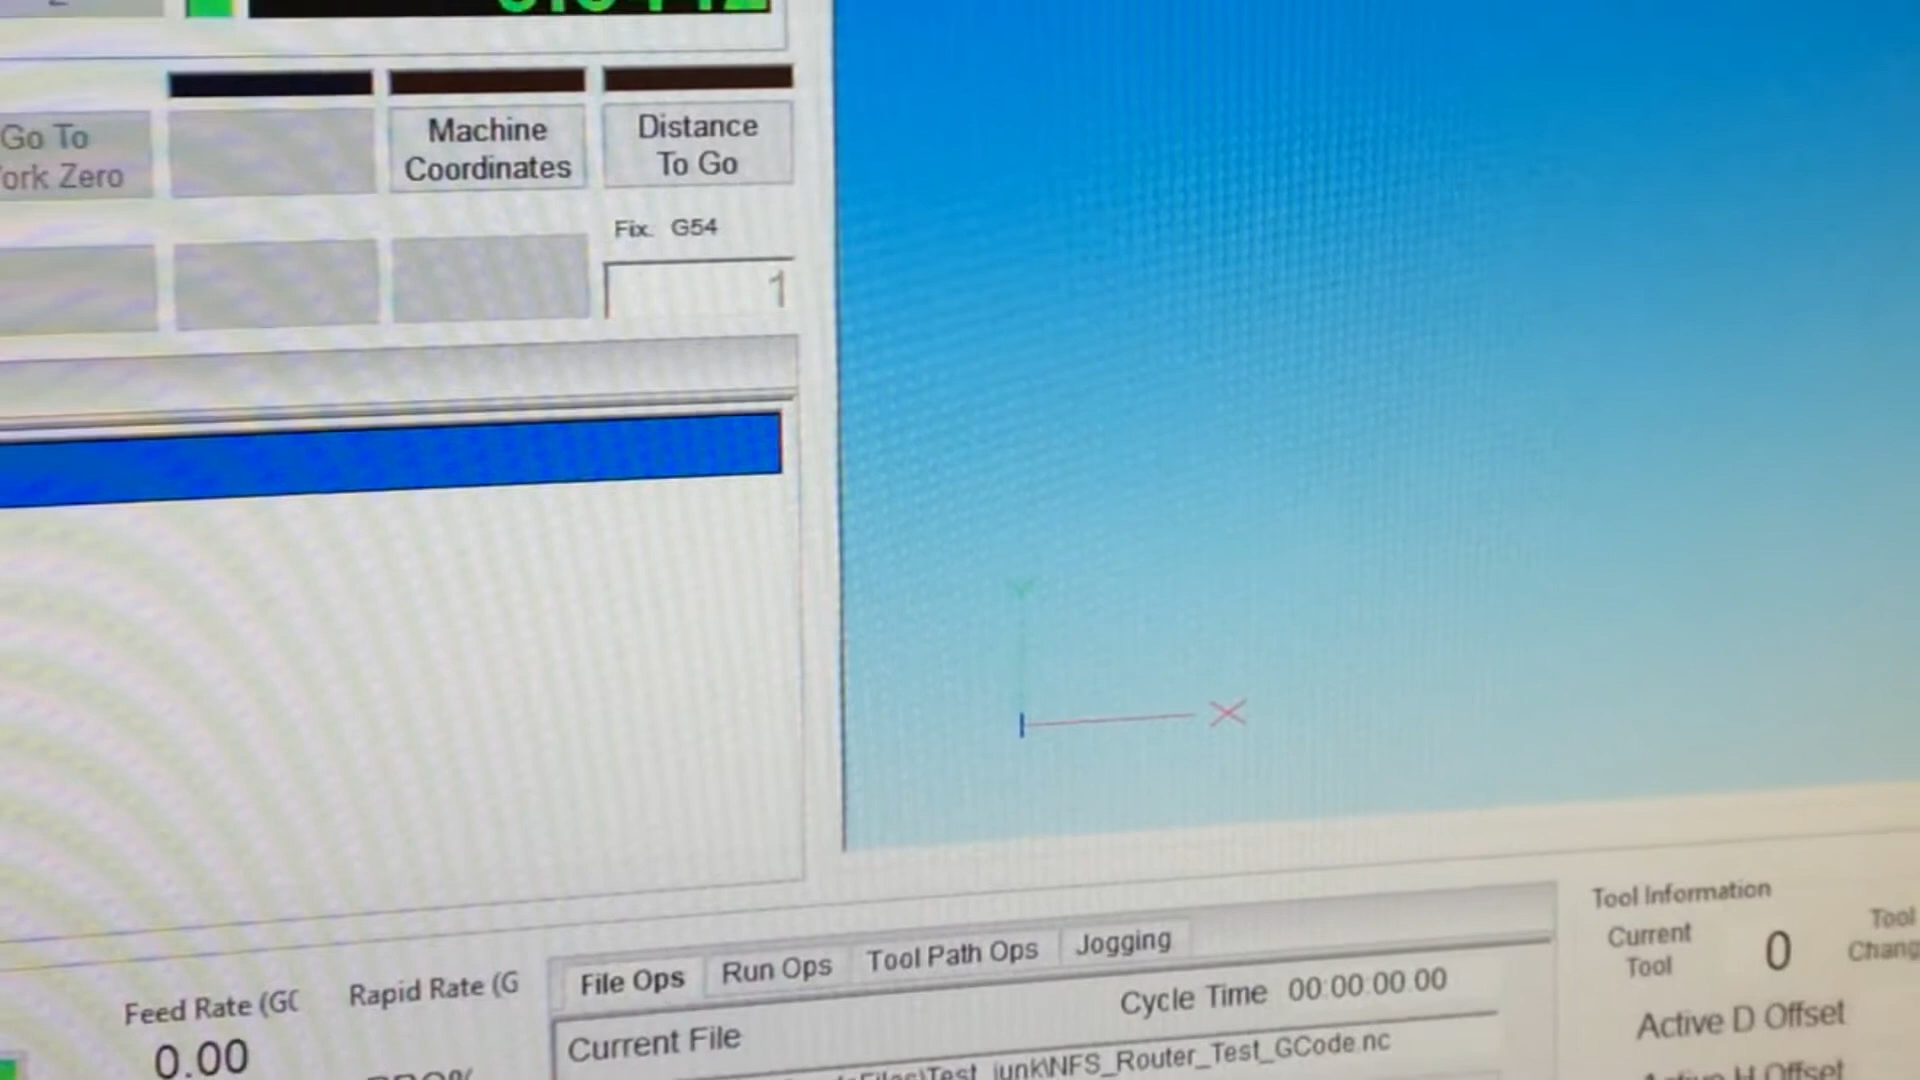 Go To
Zero
Machine
Coordinates
Distance
To Go
Fix. G54
1
Y
X
File Ops
Run Ops
Tool Path Ops
Jogging
Cycle Time 00:00:00.00
Current File
NFS_Router_Test_GCode.nc
Feed Rate
0.00
Rapid Rate (G
Tool Information
Current
Tool
0
Tool
Active D Offset